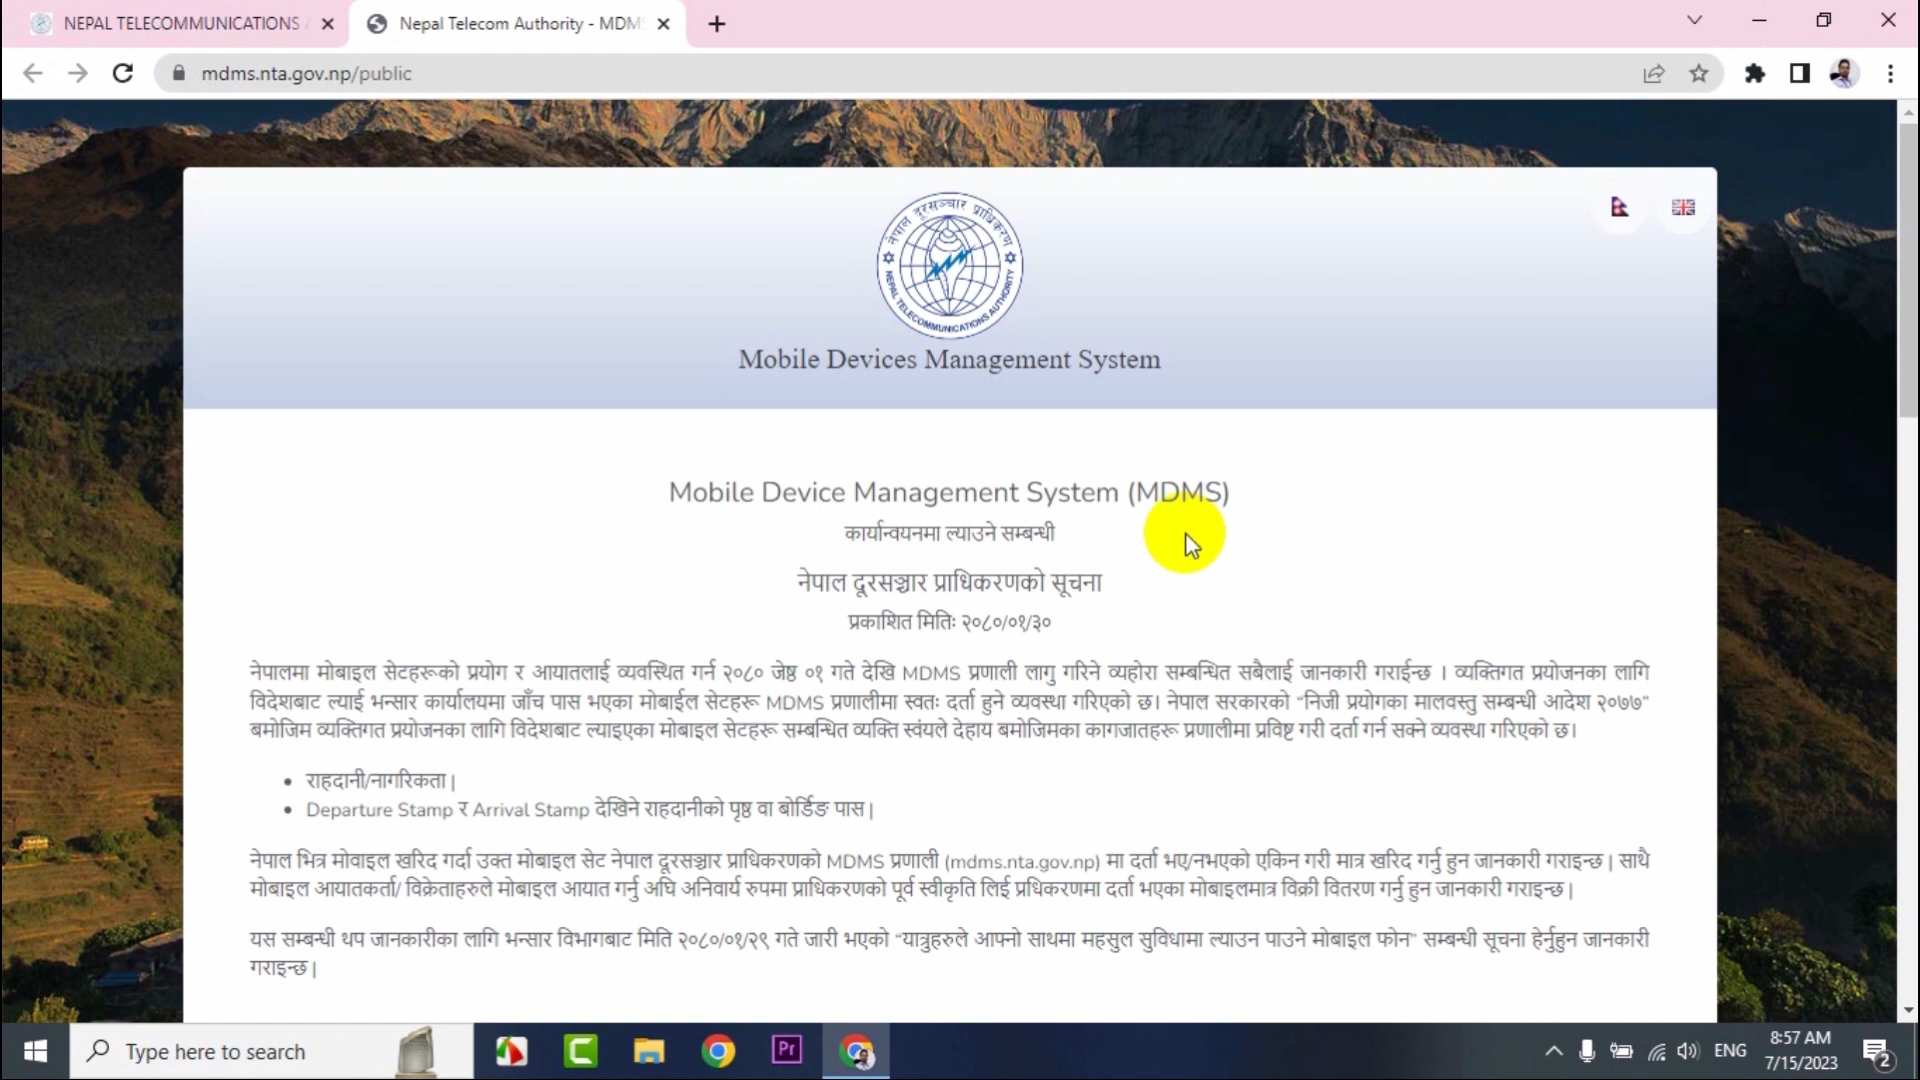 NEPAL TELECOMMUNICATIONS A
Nepal Telecom Authority - MDMS
mdms.nta.gov.np/public
नेपाल दूरसञ्चार प्राधिकरण
NEPAL TELECOMMUNICATIONS AUTHORITY
Mobile Devices Management System
Mobile Device Management System (MDMS)
कार्यान्वयनमा ल्याउने सम्बन्धी
नेपाल दूरसञ्चार प्राधिकरणको सूचना
प्रकाशित मितिः २०८०/०१/३०
नेपालमा मोबाइल सेटहरूको प्रयोग र आयातलाई व्यवस्थित गर्न २०८० जेष्ठ ०१ गते देखि MDMS प्रणाली लागु गरिने व्यहोरा सम्बन्धित सबैलाई जानकारी गराईन्छ । व्यक्तिगत प्रयोजनका लागि
विदेशबाट ल्याई भन्सार कार्यालयमा जाँच पास भएका मोबाईल सेटहरू MDMS प्रणालीमा स्वतः दर्ता हुने व्यवस्था गरिएको छ। नेपाल सरकारको "निजी प्रयोगका मालवस्तु सम्बन्धी आदेश २०७७"
बमोजिम व्यक्तिगत प्रयोजनका लागि विदेशबाट ल्याइएका मोबाइल सेटहरू सम्बन्धित व्यक्ति स्वंयले देहाय बमोजिमका कागजातहरू प्रणालीमा प्रविष्ट गरी दर्ता गर्न सक्ने व्यवस्था गरिएको छ।
• राहदानी/नागरिकता |
• Departure Stamp र Arrival Stamp देखिने राहदानीको पृष्ठ वा बोर्डिङ पास |
नेपाल भित्र मोवाइल खरिद गर्दा उक्त मोबाइल सेट नेपाल दूरसञ्चार प्राधिकरणको MDMS प्रणाली (mdms.nta.gov.np) मा दर्ता भए/नभएको एकिन गरी मात्र खरिद गर्नु हुन जानकारी गराइन्छ | साथै
मोबाइल आयातकर्ता/ विक्रेताहरुले मोबाइल आयात गर्नु अघि अनिवार्य रुपमा प्राधिकरणको पूर्व स्वीकृति लिई प्रधिकरणमा दर्ता भएका मोबाइलमात्र विक्री वितरण गर्नु हुन जानकारी गराइन्छ |
यस सम्बन्धी थप जानकारीका लागि भन्सार विभागबाट मिति २०८०/०१/२९ गते जारी भएको "यात्रुहरुले आफ्नो साथमा महसुल सुविधामा ल्याउन पाउने मोबाइल फोन" सम्बन्धी सूचना हेर्नुहुन जानकारी
गराइन्छ |
Type here to search
Pr
ENG
8:57 AM
7/15/2023
2